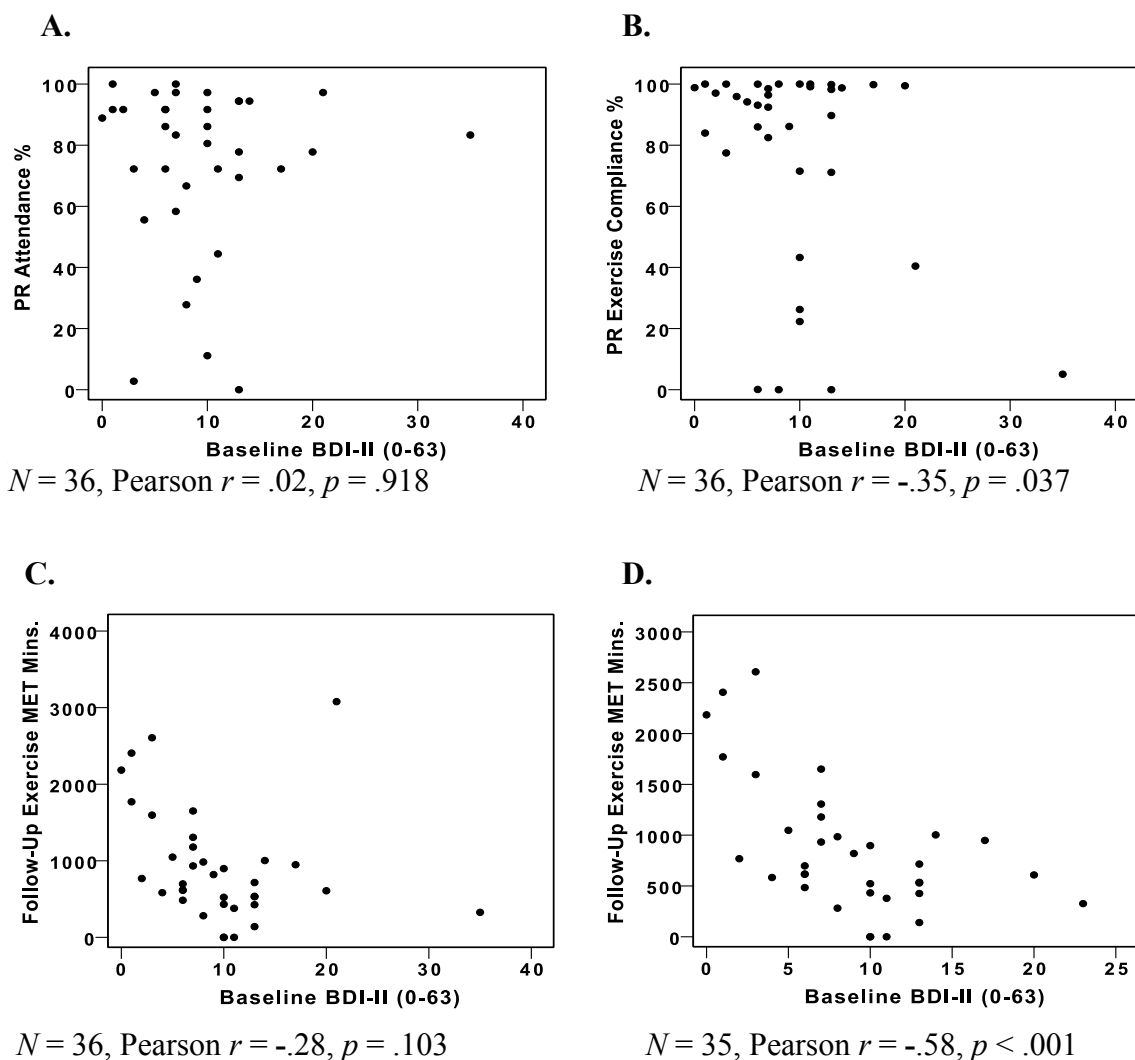 A.
100
80
60
40
20
0
PR Attendance %
0 10 20 30 40
Baseline BDI-II (0-63)
N = 36, Pearson r = .02, p = .918
B.
100
80
60
40
20
0
PR Exercise Compliance %
0 10 20 30 40
Baseline BDI-II (0-63)
N = 36, Pearson r = -.35, p = .037
C.
4000
3000
2000
1000
0
Follow-Up Exercise MET Mins.
0 10 20 30 40
Baseline BDI-II (0-63)
N = 36, Pearson r = -.28, p = .103
D.
3000
2500
2000
1500
1000
500
0
Follow-Up Exercise MET Mins.
0 5 10 15 20 25
Baseline BDI-II (0-63)
N = 35, Pearson r = -.58, p < .001